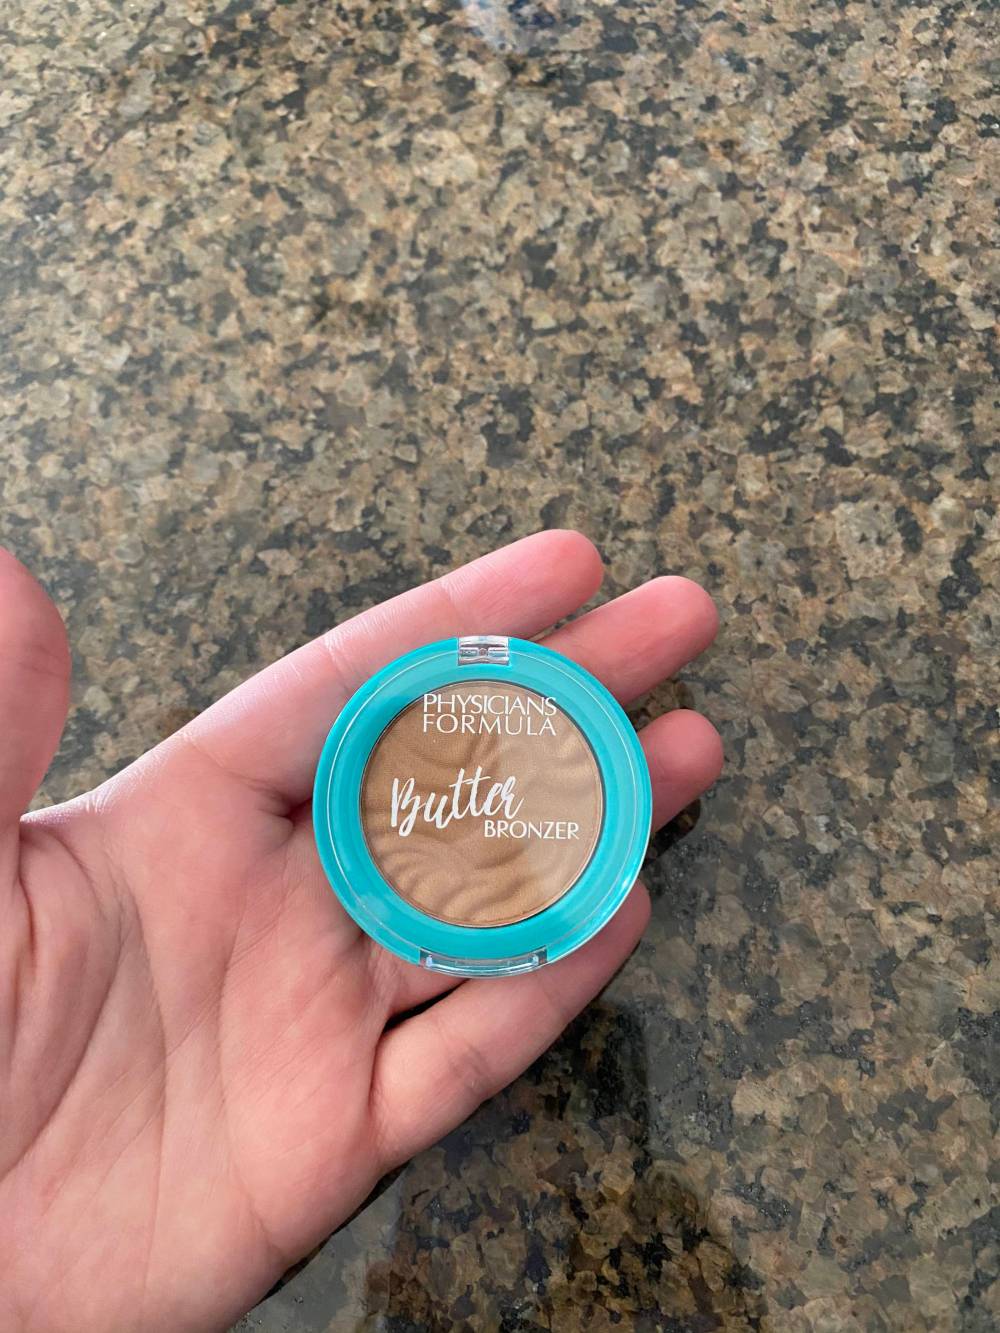 PHYSICIANS
FORMULA
Butter
BRONZER